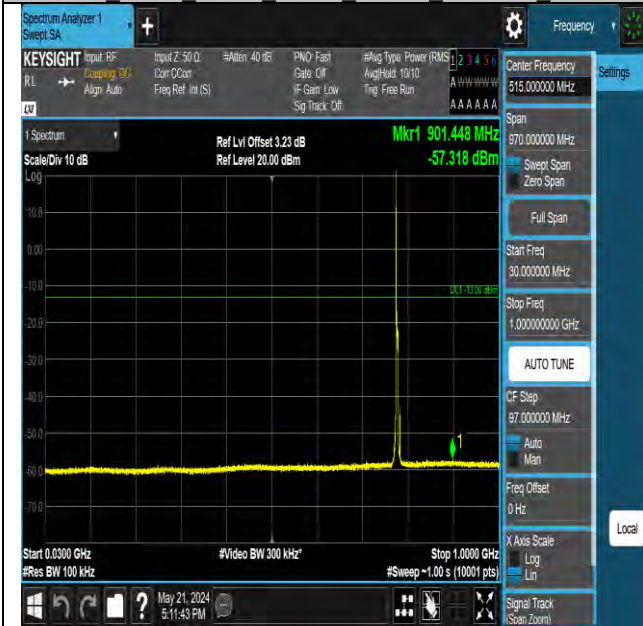 Spectrum Analyzer 1
Swept SA
+
Frequency
KEYSIGHT
RL
Input: RF
Coupling: DC
Align: Auto
Input Z: 50 Ω
Corr CCorr
Freq Ref: Int (S)
#Atten: 40 dB
PNO: Fast
Gate: Off
IF Gain: Low
Sig Track: Off
#Avg Type: Power (RMS
Avg|Hold: 10/10
Trig: Free Run
1 2 3 4 5 6
A W W W W W
A A A A A A
LW
1 Spectrum
Scale/Div 10 dB
Log
Ref Lvl Offset 3.23 dB
Ref Level 20.00 dBm
Mkr1 901.448 MHz
-57.318 dBm
10.0
0.00
-10.0
DL1 -13.00 dBm
-20.0
-30.0
-40.0
-50.0
1
-60.0
-70.0
Start 0.0300 GHz
#Res BW 100 kHz
#Video BW 300 kHz*
Stop 1.0000 GHz
#Sweep ~1.00 s (10001 pts)
?
May 21, 2024
5:11:43 PM
Center Frequency
515.000000 MHz
Settings
Span
970.000000 MHz
Swept Span
Zero Span
Full Span
Start Freq
30.000000 MHz
Stop Freq
1.000000000 GHz
AUTO TUNE
CF Step
97.000000 MHz
Auto
Man
Freq Offset
0 Hz
Local
X Axis Scale
Log
Lin
Signal Track
(Span Zoom)